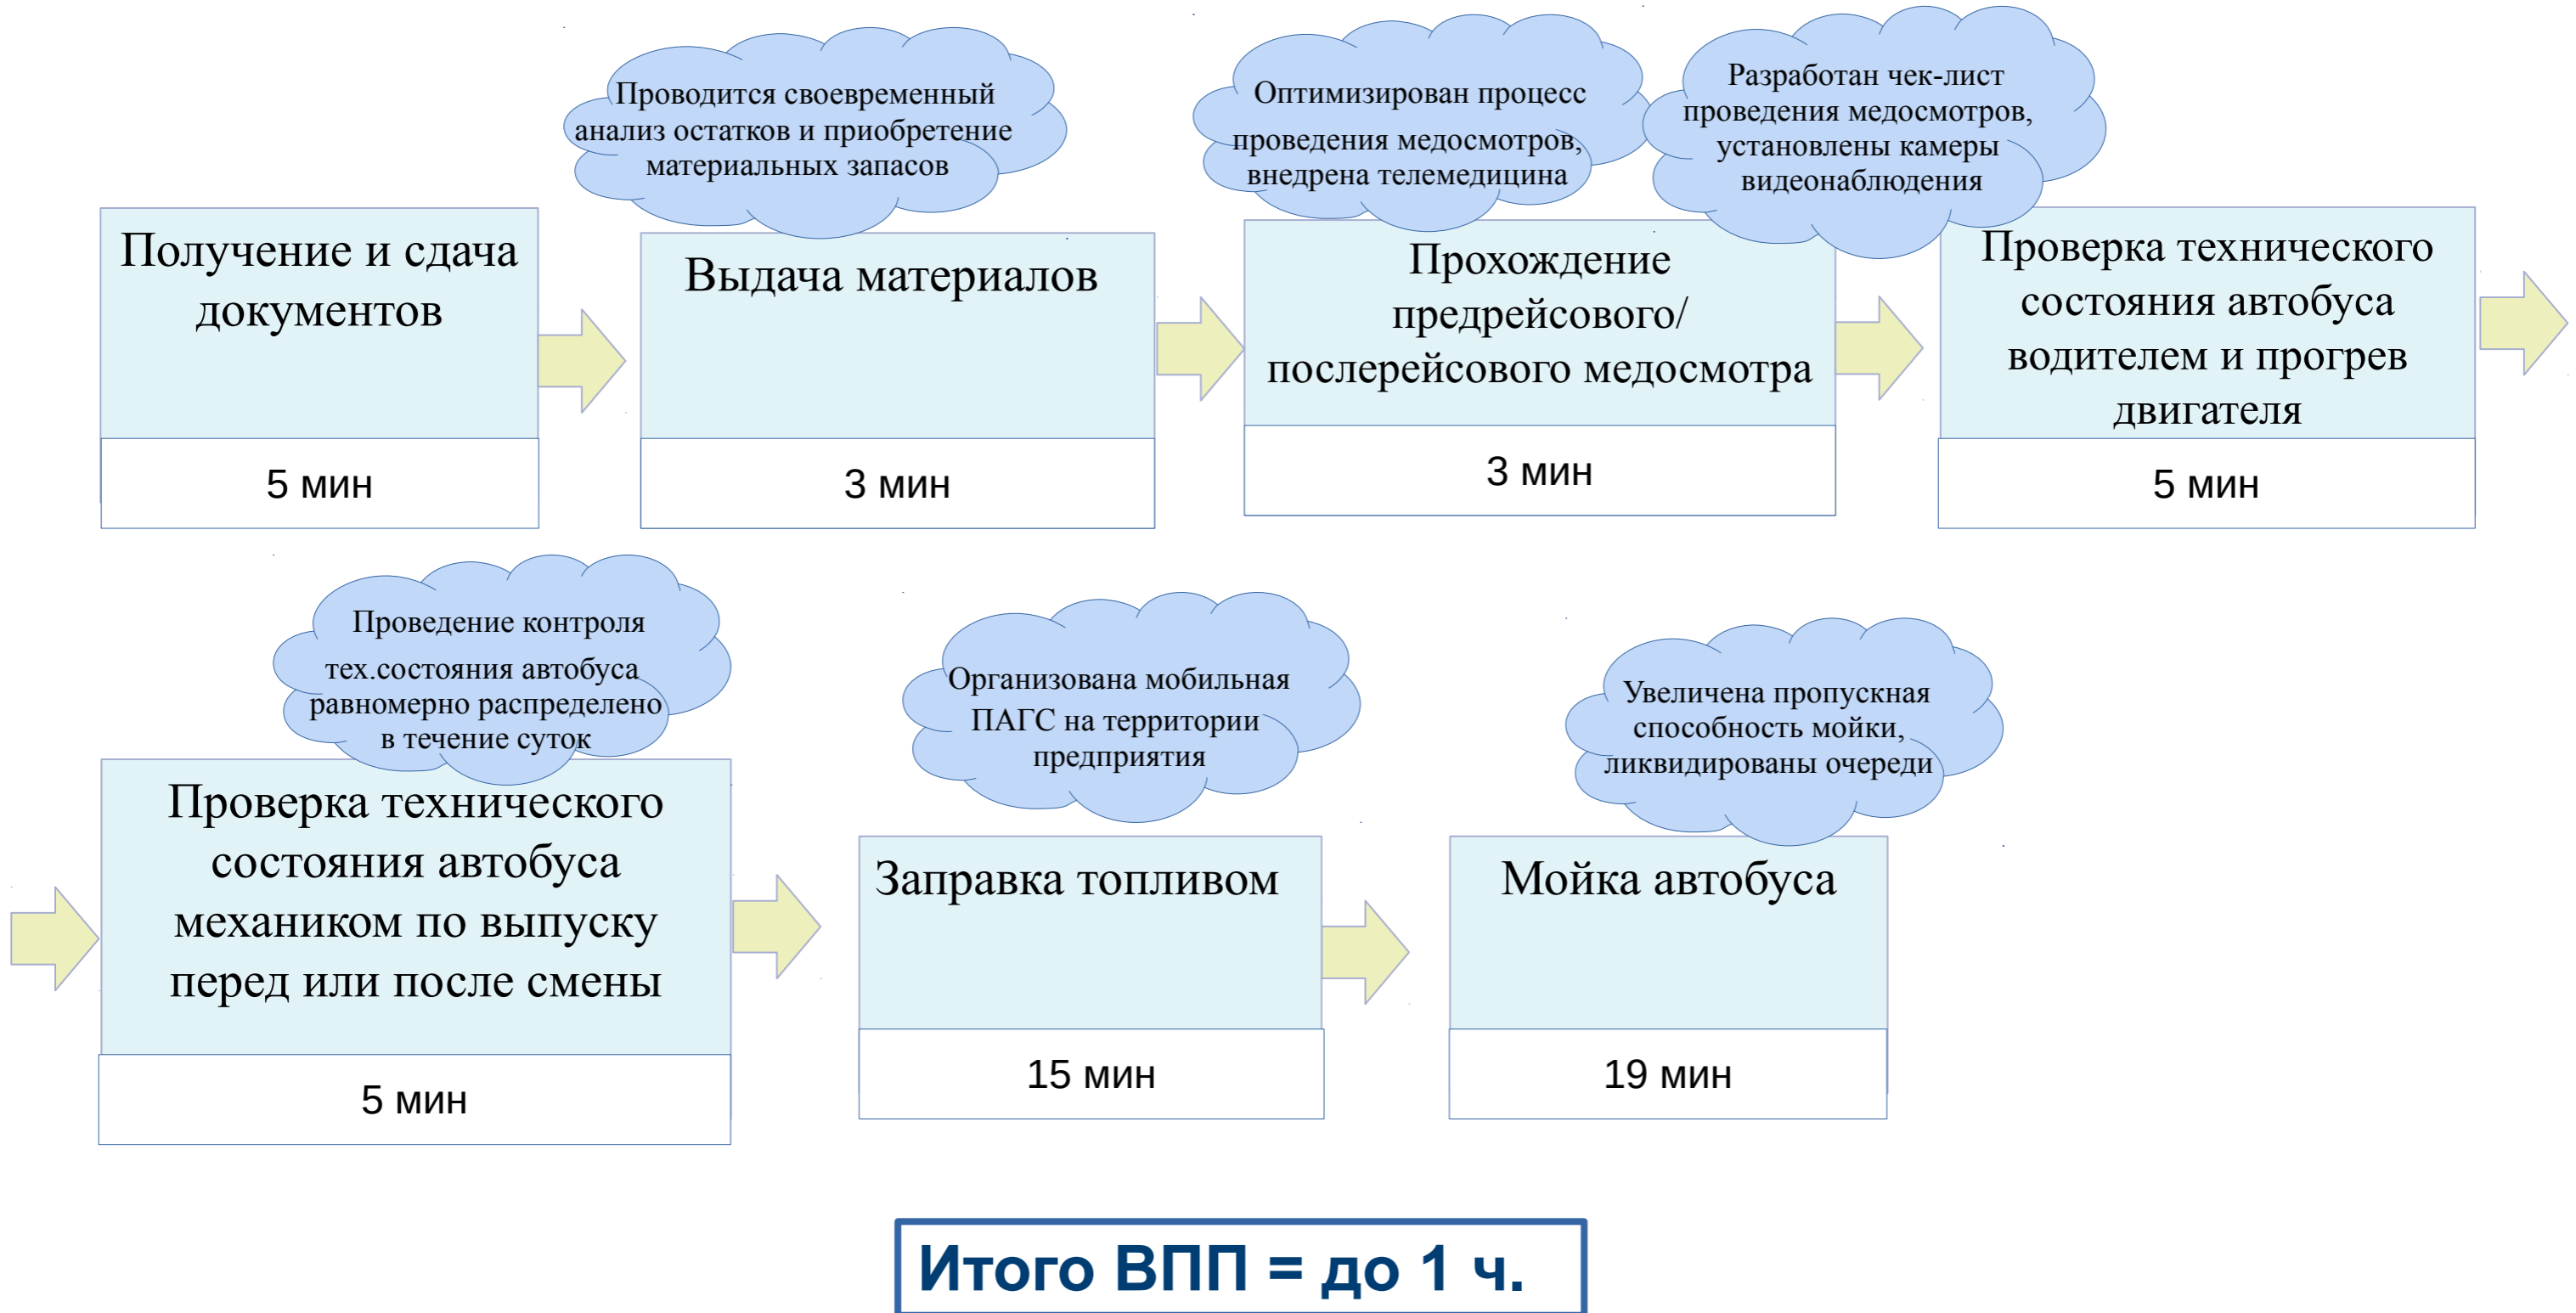 Проводится своевременный
анализ остатков и приобретение
материальных запасов
Оптимизирован процесс
проведения медосмотров,
внедрена телемедицина
Разработан чек-лист
проведения медосмотров,
установлены камеры
видеонаблюдения
Получение и сдача
документов
5 мин
Выдача материалов
3 мин
Прохождение
предрейсового/
послерейсового медосмотра
3 мин
Проверка технического
состояния автобуса
водителем и прогрев
двигателя
5 мин
Проведение контроля
тех.состояния автобуса
равномерно распределено
в течение суток
Организована мобильная
ПАГС на территории
предприятия
Увеличена пропускная
способность мойки,
ликвидированы очереди
Проверка технического
состояния автобуса
механиком по выпуску
перед или после смены
5 мин
Заправка топливом
15 мин
Мойка автобуса
19 мин
Итого ВПП = до 1 ч.